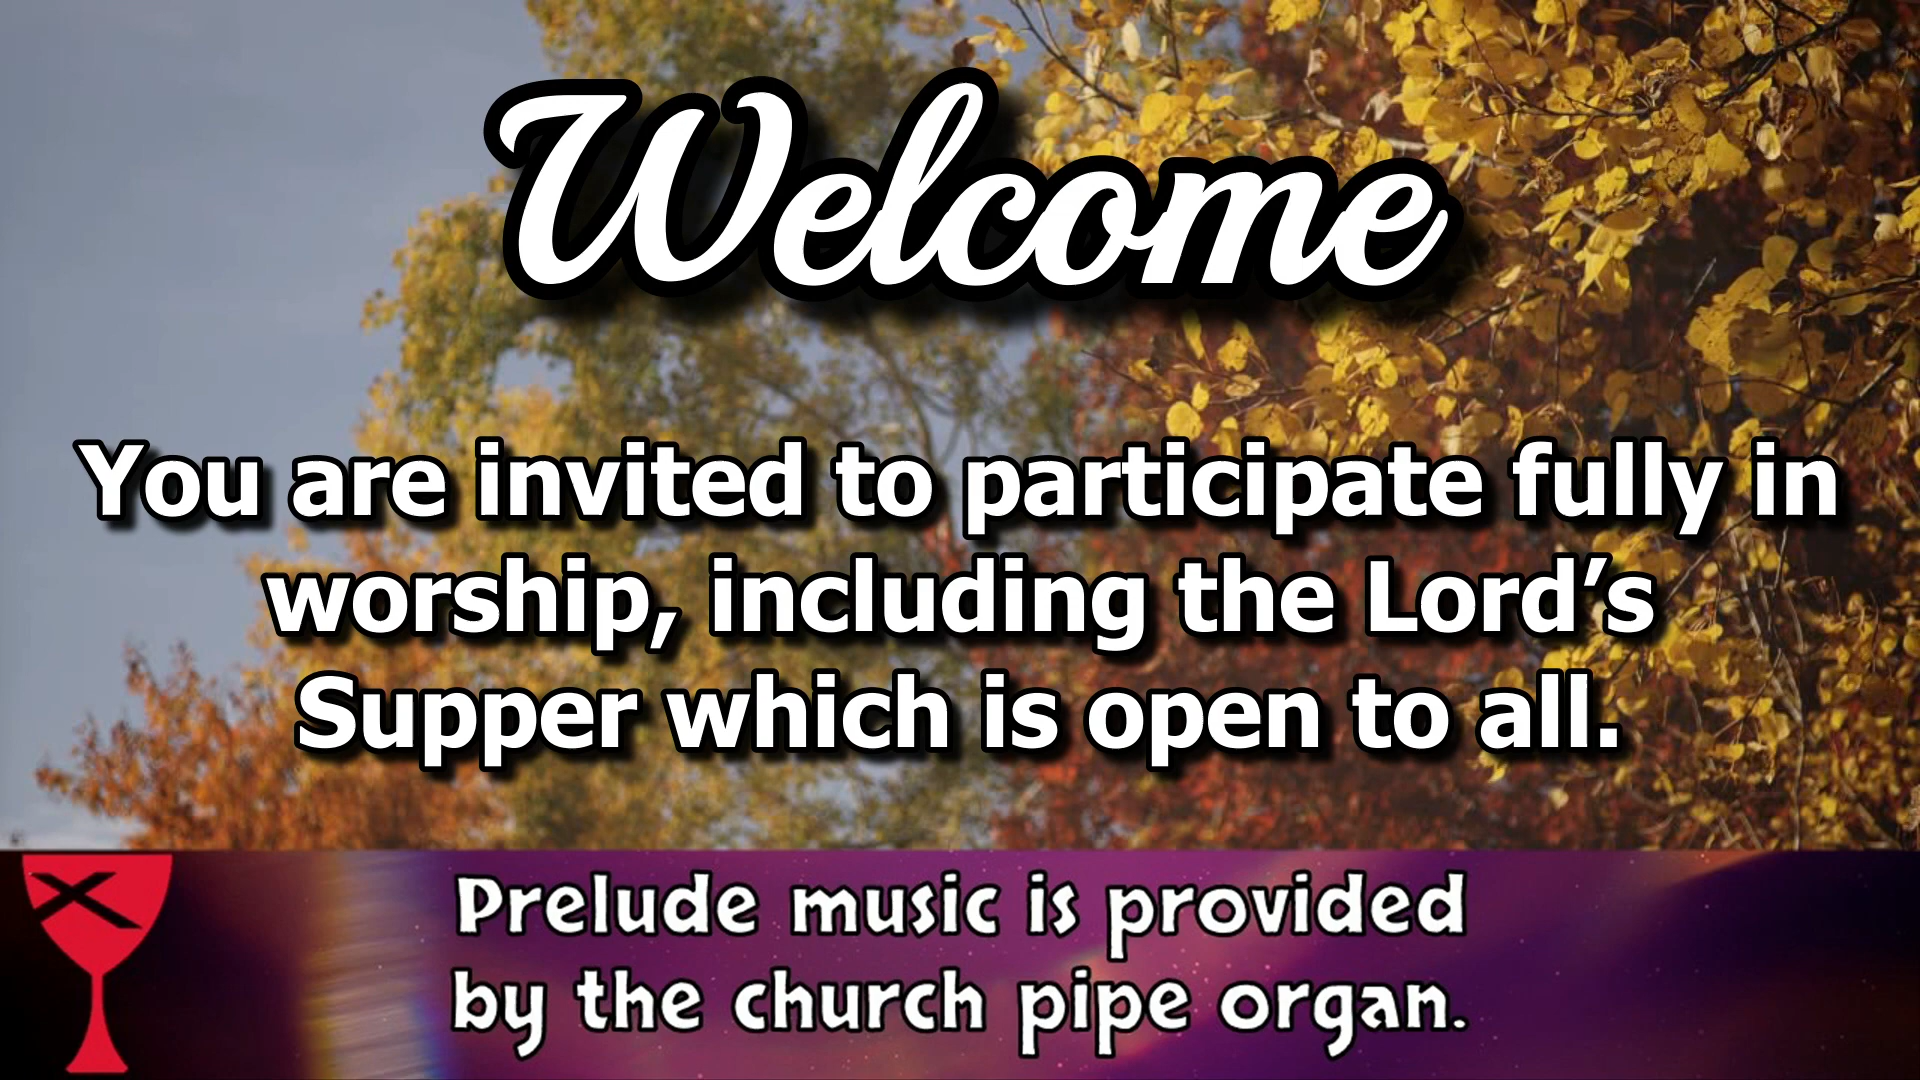 Welcome
You are invited to participate fully in
worship, including the Lord’s
Supper which is open to all.
Prelude music is provided
by the church pipe organ.